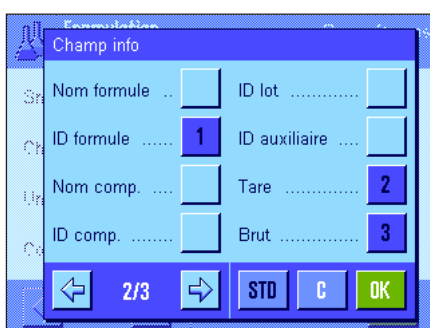 Formulation
Champ info
Nom formule .. ID lot .............
ID formule ...... 1 ID auxiliaire ....
Nom comp. .... Tare .............. 2
ID comp. ........ Brut .............. 3
2/3 STD C OK